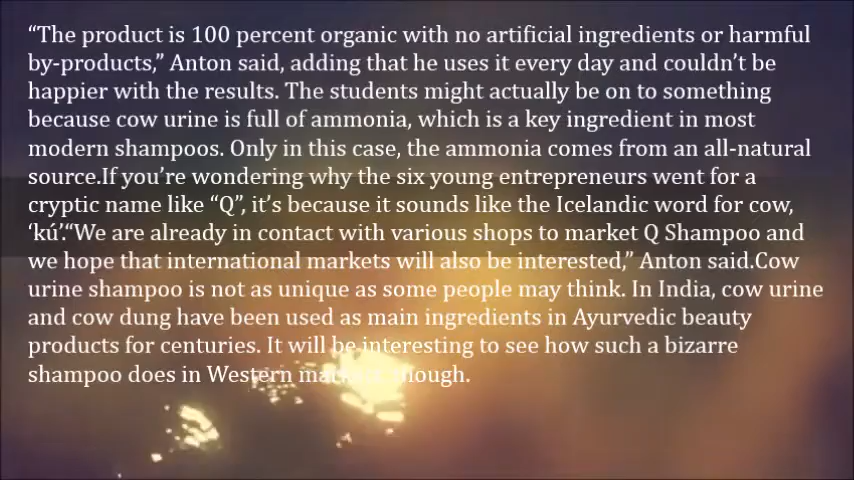 “The product is 100 percent organic with no artificial ingredients or harmful
by-products,” Anton said, adding that he uses it every day and couldn’t be
happier with the results. The students might actually be on to something
because cow urine is full of ammonia, which is a key ingredient in most
modern shampoos. Only in this case, the ammonia comes from an all-natural
source.If you’re wondering why the six young entrepreneurs went for a
cryptic name like “Q”, it’s because it sounds like the Icelandic word for cow,
‘kú’.“We are already in contact with various shops to market Q Shampoo and
we hope that international markets will also be interested,” Anton said.Cow
urine shampoo is not as unique as some people may think. In India, cow urine
and cow dung have been used as main ingredients in Ayurvedic beauty
products for centuries. It will be interesting to see how such a bizarre
shampoo does in Western though.